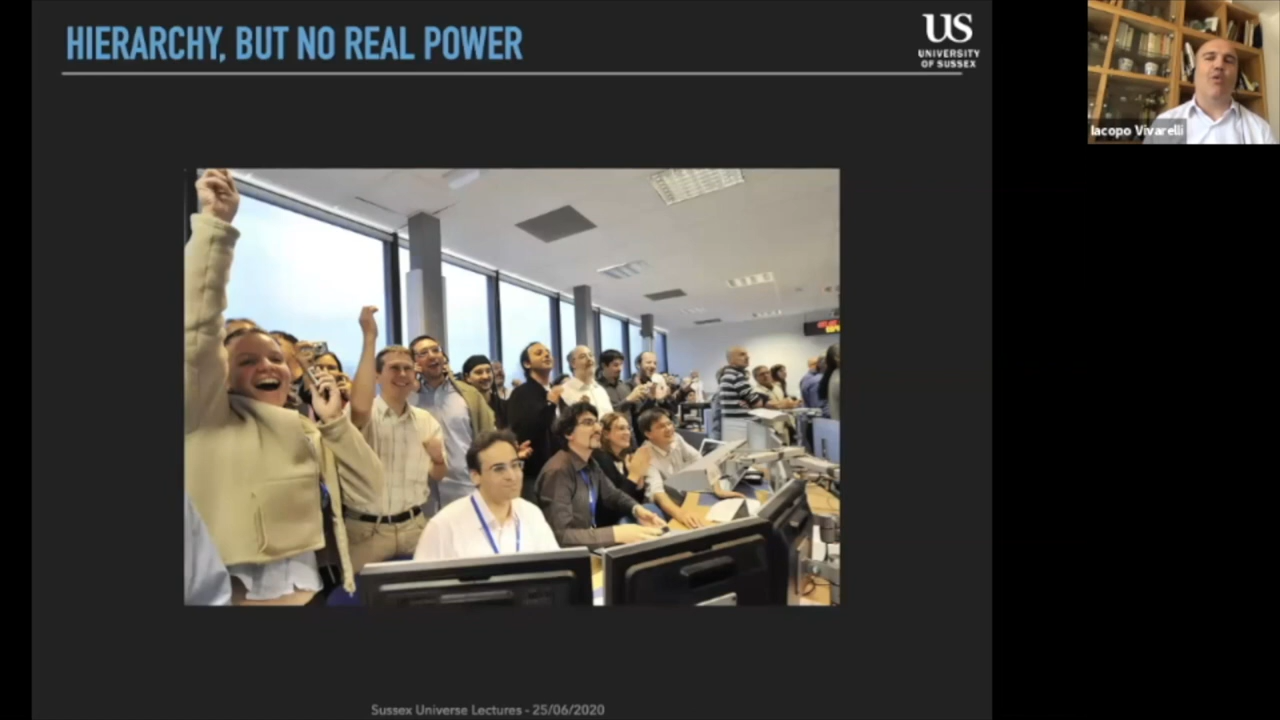 HIERARCHY, BUT NO REAL POWER
US
UNIVERSITY
OF SUSSEX
Iacopo Vivarelli
Sussex Universe Lectures - 25/06/2020